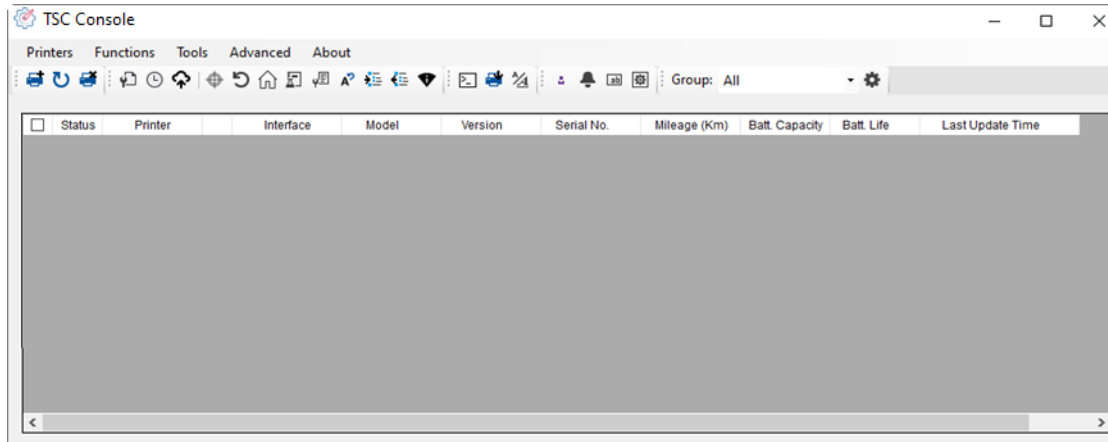 TSC Console
Printers Functions Tools Advanced About
Group: All
Status Printer Interface Model Version Serial No. Mileage (Km) Batt. Capacity Batt. Life Last Update Time